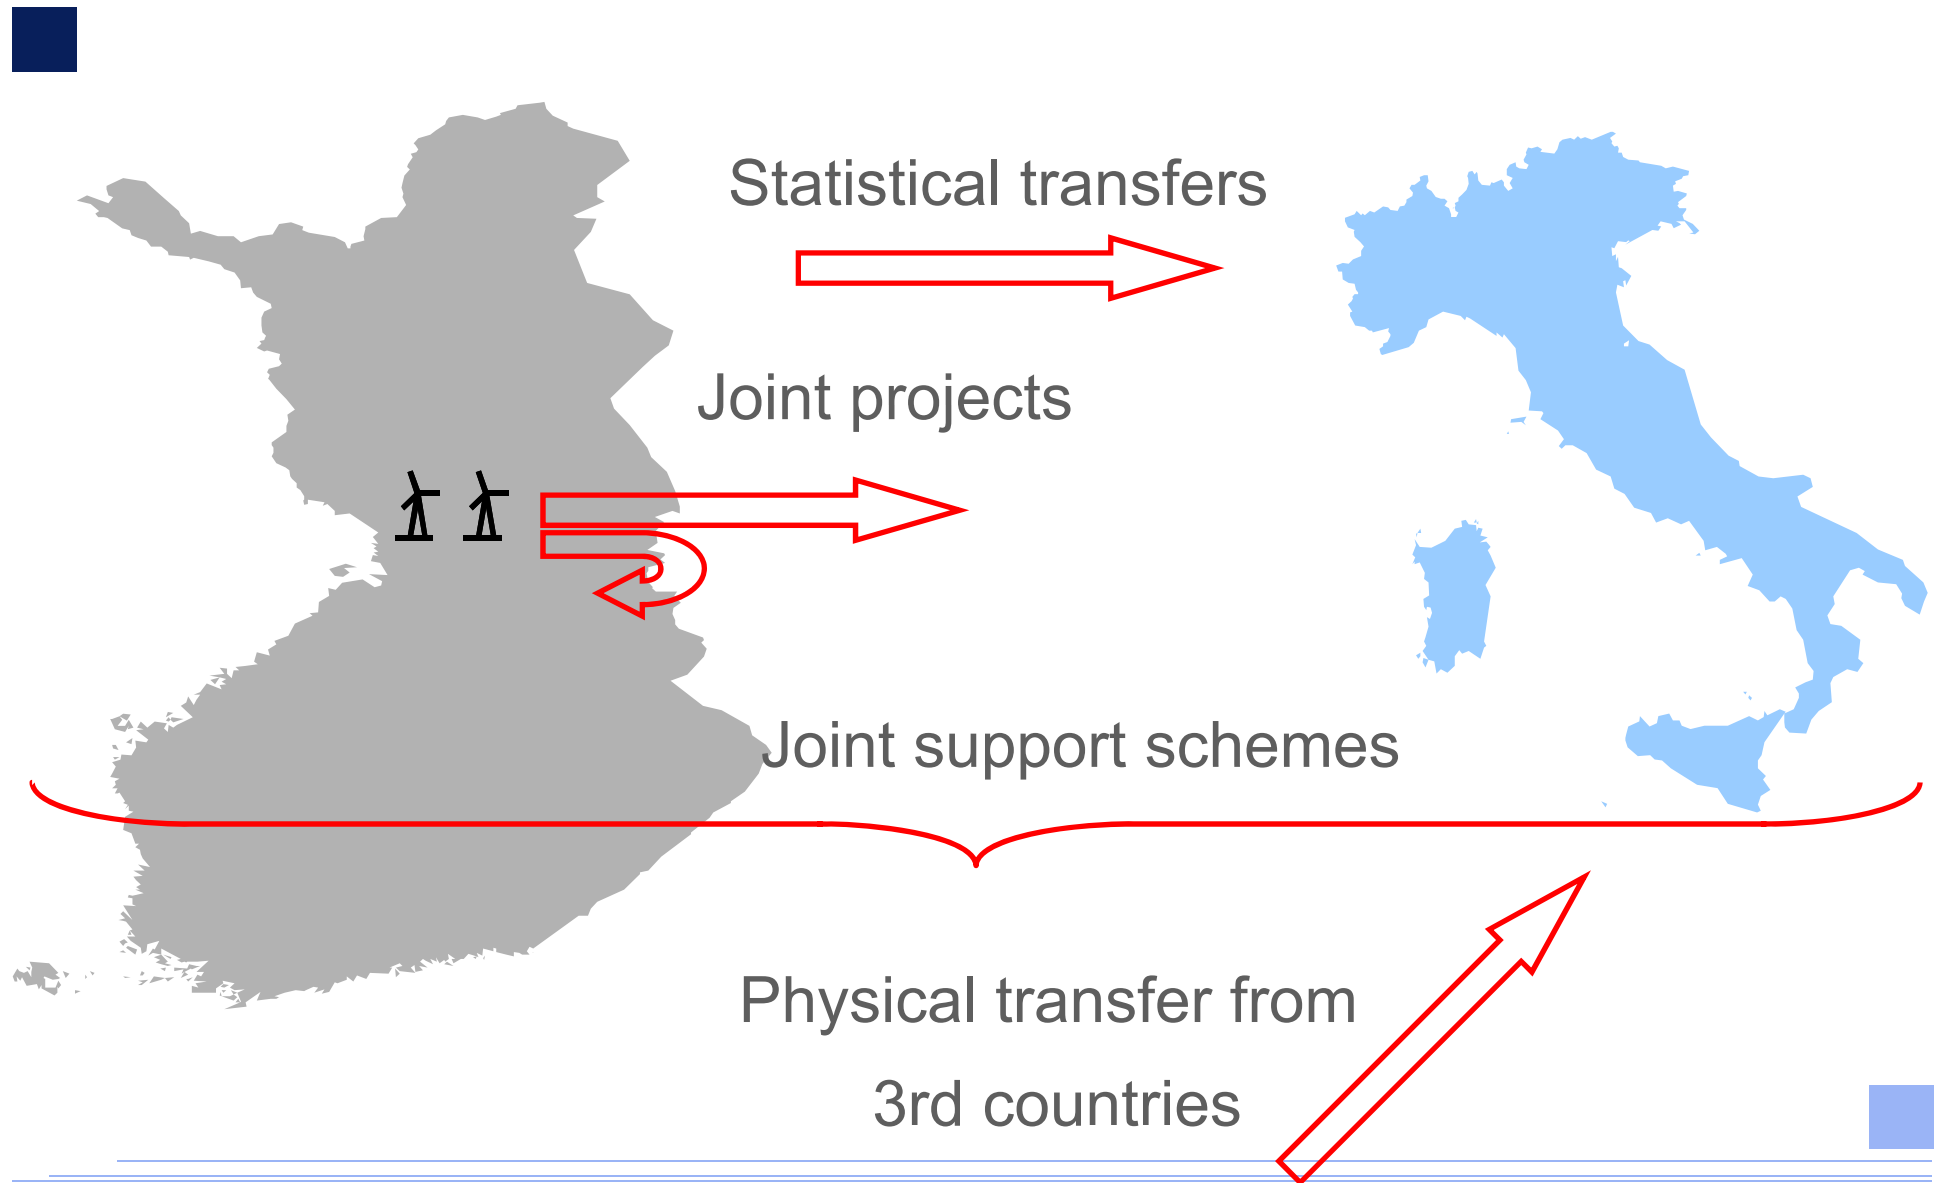 Statistical transfers
Joint projects
Joint support schemes
Physical transfer from
3rd countries